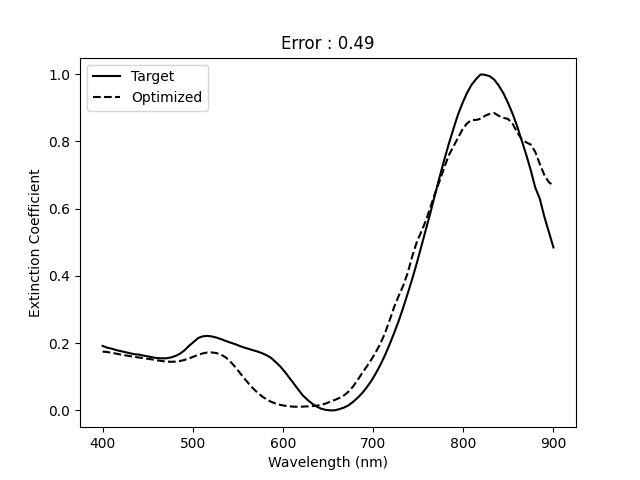 Error : 0.49
Target
Optimized
Extinction Coefficient
1.0
0.8
0.6
0.4
0.2
0.0
400 500 600 700 800 900
Wavelength (nm)